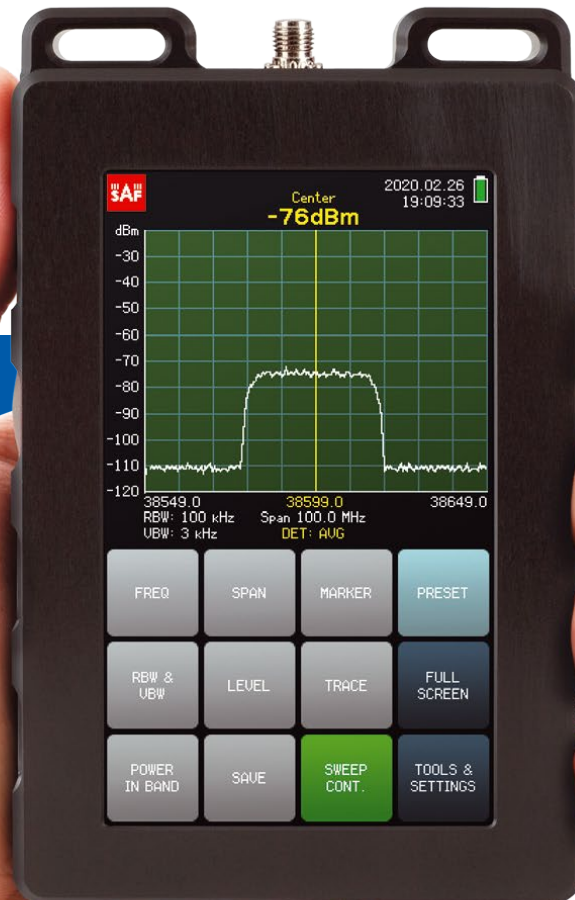 SAF
Center
-76dBm
2020.02.26
19:09:33
dBm
-30
-40
-50
-60
-70
-80
-90
-100
-110
-120
38549.0 38599.0 38649.0
RBW: 100 кHz Span 100.0 MHz
VBW: 3 кHz DET: AVG
FREQ SPAN MARKER PRESET
RBW &
VBW
LEVEL
TRACE
FULL
SCREEN
POWER
IN BAND
SAVE
SWEEP
CONT.
TOOLS &
SETTINGS